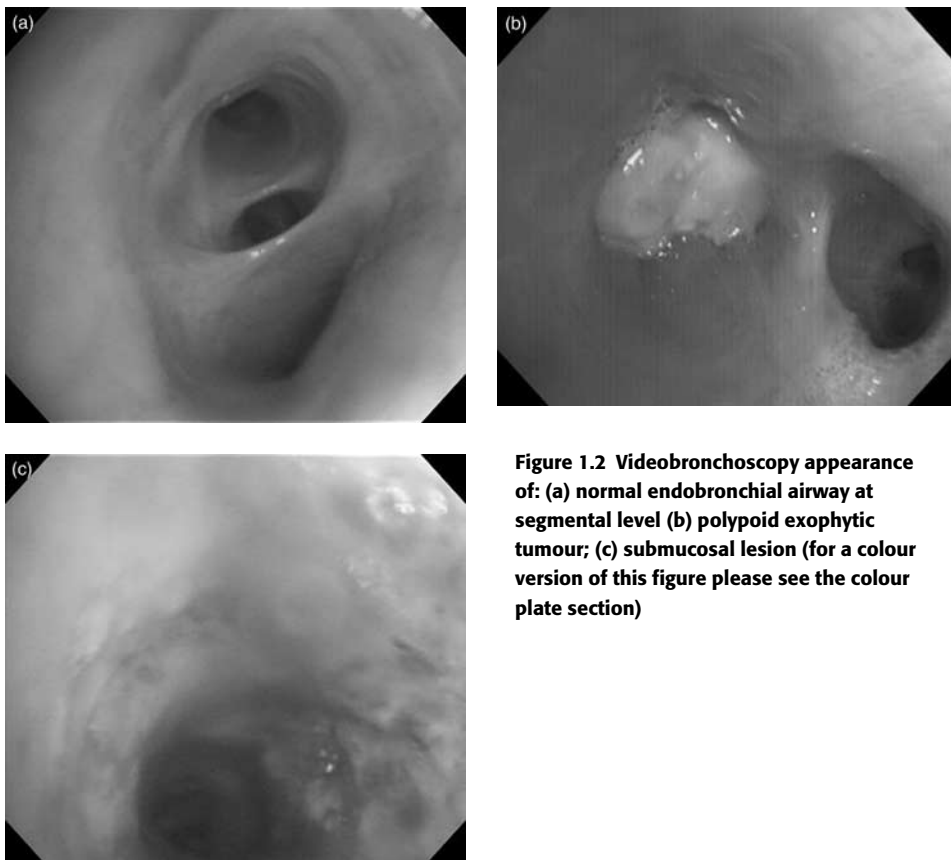 (a)
(b)
(c)
Figure 1.2 Videobronchoscopy appearance
of: (a) normal endobronchial airway at
segmental level (b) polypoid exophytic
tumour; (c) submucosal lesion (for a colour
version of this figure please see the colour
plate section)